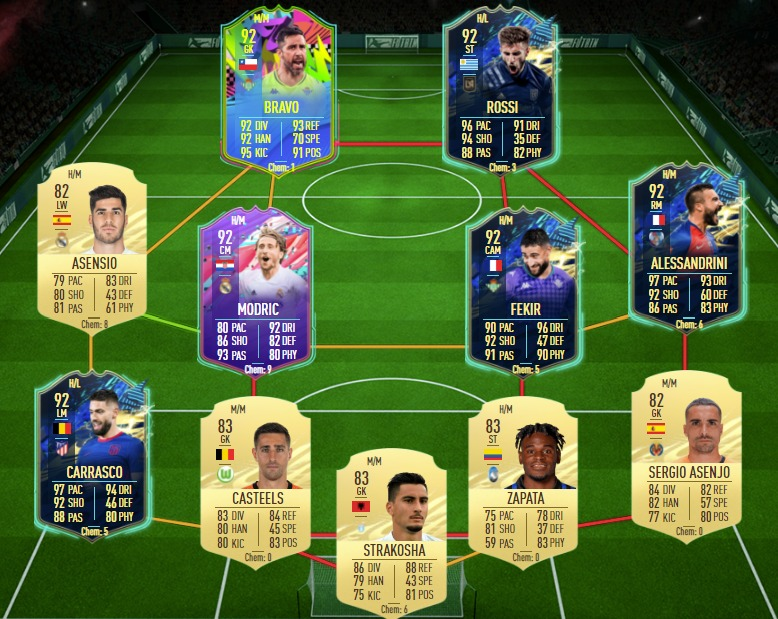 M/M
92
GK
BRAVO
92 DIV 93 REF
92 HAN 70 SPE
95 KIC 91 POS
Chem: 1
H/L
92
ST
ROSSI
96 PAC 91 DRI
94 SHO 35 DEF
88 PAS 82 PHY
Chem: 3
H/M
82
LW
ASENSIO
79 PAC 83 DRI
80 SHO 43 DEF
81 PAS 61 PHY
Chem: 8
H/M
92
CM
MODRIC
80 PAC 92 DRI
86 SHO 82 DEF
93 PAS 80 PHY
Chem: 9
H/M
92
CAM
FEKIR
90 PAC 96 DRI
92 SHO 47 DEF
91 PAS 90 PHY
Chem: 5
H/M
92
RM
ALESSANDRINI
97 PAC 93 DRI
92 SHO 60 DEF
86 PAS 83 PHY
Chem: 6
H/L
92
LM
CARRASCO
97 PAC 94 DRI
92 SHO 46 DEF
88 PAS 80 PHY
Chem: 5
M/M
83
GK
CASTEELS
83 DIV 84 REF
80 HAN 45 SPE
80 KIC 83 POS
Chem: 0
M/M
83
GK
STRAKOSHA
86 DIV 88 REF
79 HAN 43 SPE
75 KIC 81 POS
Chem: 6
H/M
83
ST
ZAPATA
75 PAC 78 DRI
81 SHO 37 DEF
59 PAS 83 PHY
Chem: 0
M/M
82
GK
SERGIO ASENJO
84 DIV 82 REF
82 HAN 57 SPE
77 KIC 80 POS
Chem: 0